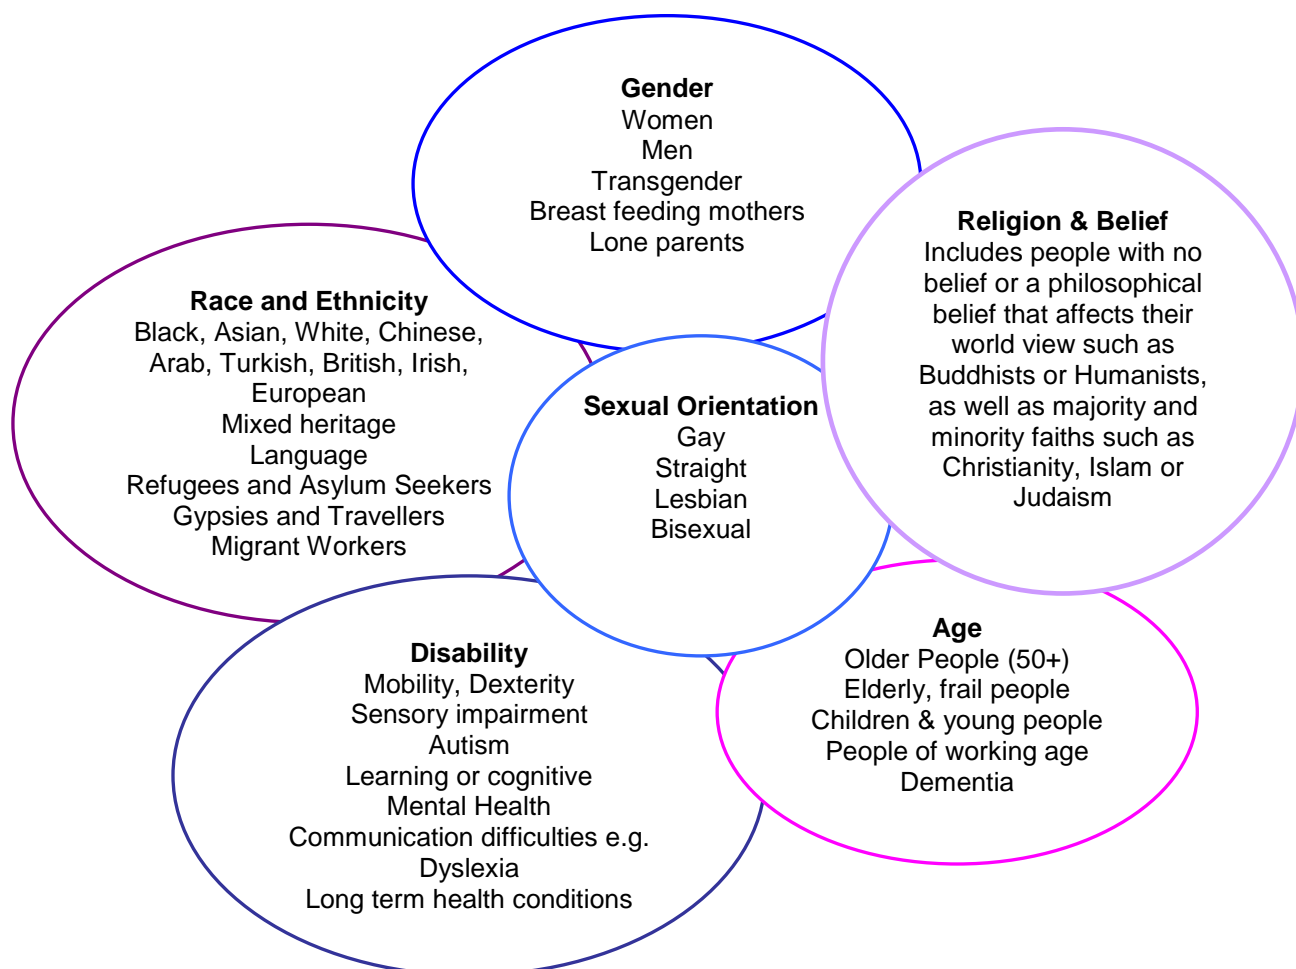 Gender
Women
Men
Transgender
Breast feeding mothers
Lone parents
Religion & Belief
Includes people with no
belief or a philosophical
belief that affects their
world view such as
Buddhists or Humanists,
as well as majority and
minority faiths such as
Christianity, Islam or
Judaism
Race and Ethnicity
Black, Asian, White, Chinese,
Arab, Turkish, British, Irish,
European
Mixed heritage
Language
Refugees and Asylum Seekers
Gypsies and Travellers
Migrant Workers
Sexual Orientation
Gay
Straight
Lesbian
Bisexual
Disability
Mobility, Dexterity
Sensory impairment
Autism
Learning or cognitive
Mental Health
Communication difficulties e.g.
Dyslexia
Long term health conditions
Age
Older People (50+)
Elderly, frail people
Children & young people
People of working age
Dementia